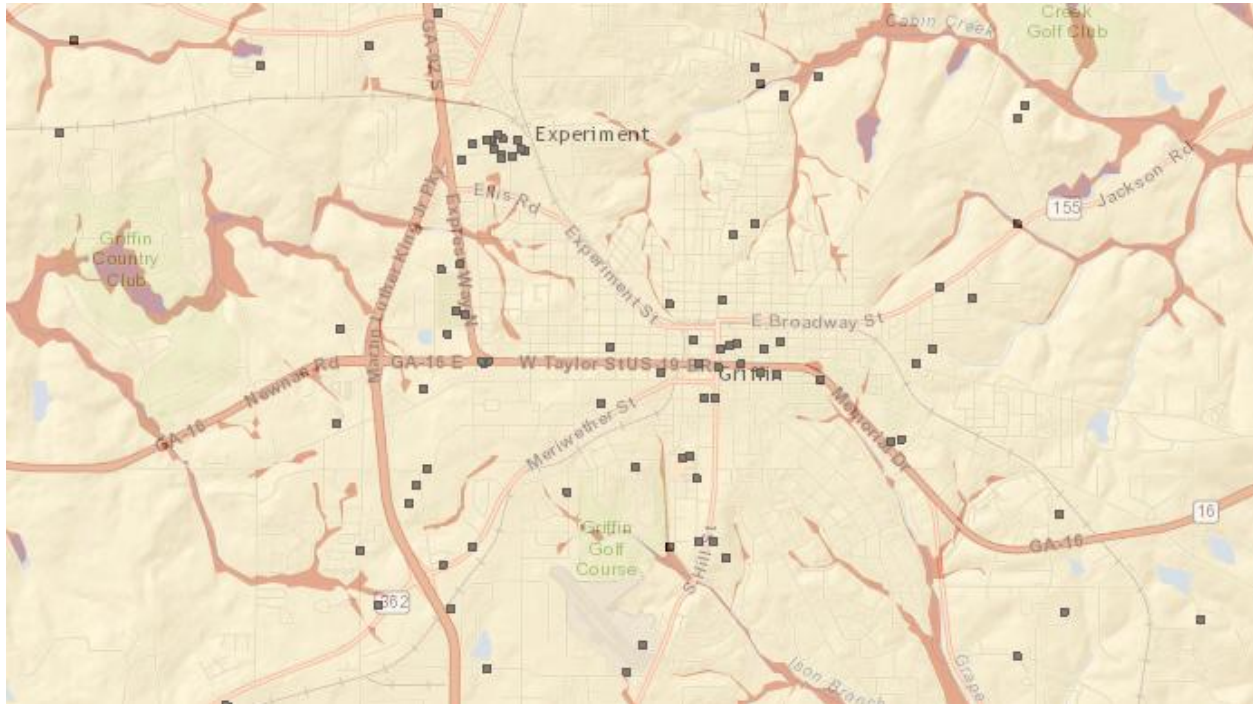 Cabin Creek
Creek
Golf Club
GA-92 S
Experiment
Jackson Rd
155
Ellis Rd
Griffin
Country
Club
Martin Luther King Jr. Pky
Express Way N
Experiment St
E Broadway St
GA-16 E
W Taylor St
US-19-BR
Griffin
Newnan Rd
GA-16
Meriwether St
Memorial Dr
16
GA-16
Griffin
Golf
Course
S Hill St
362
Ison Branch
Grape